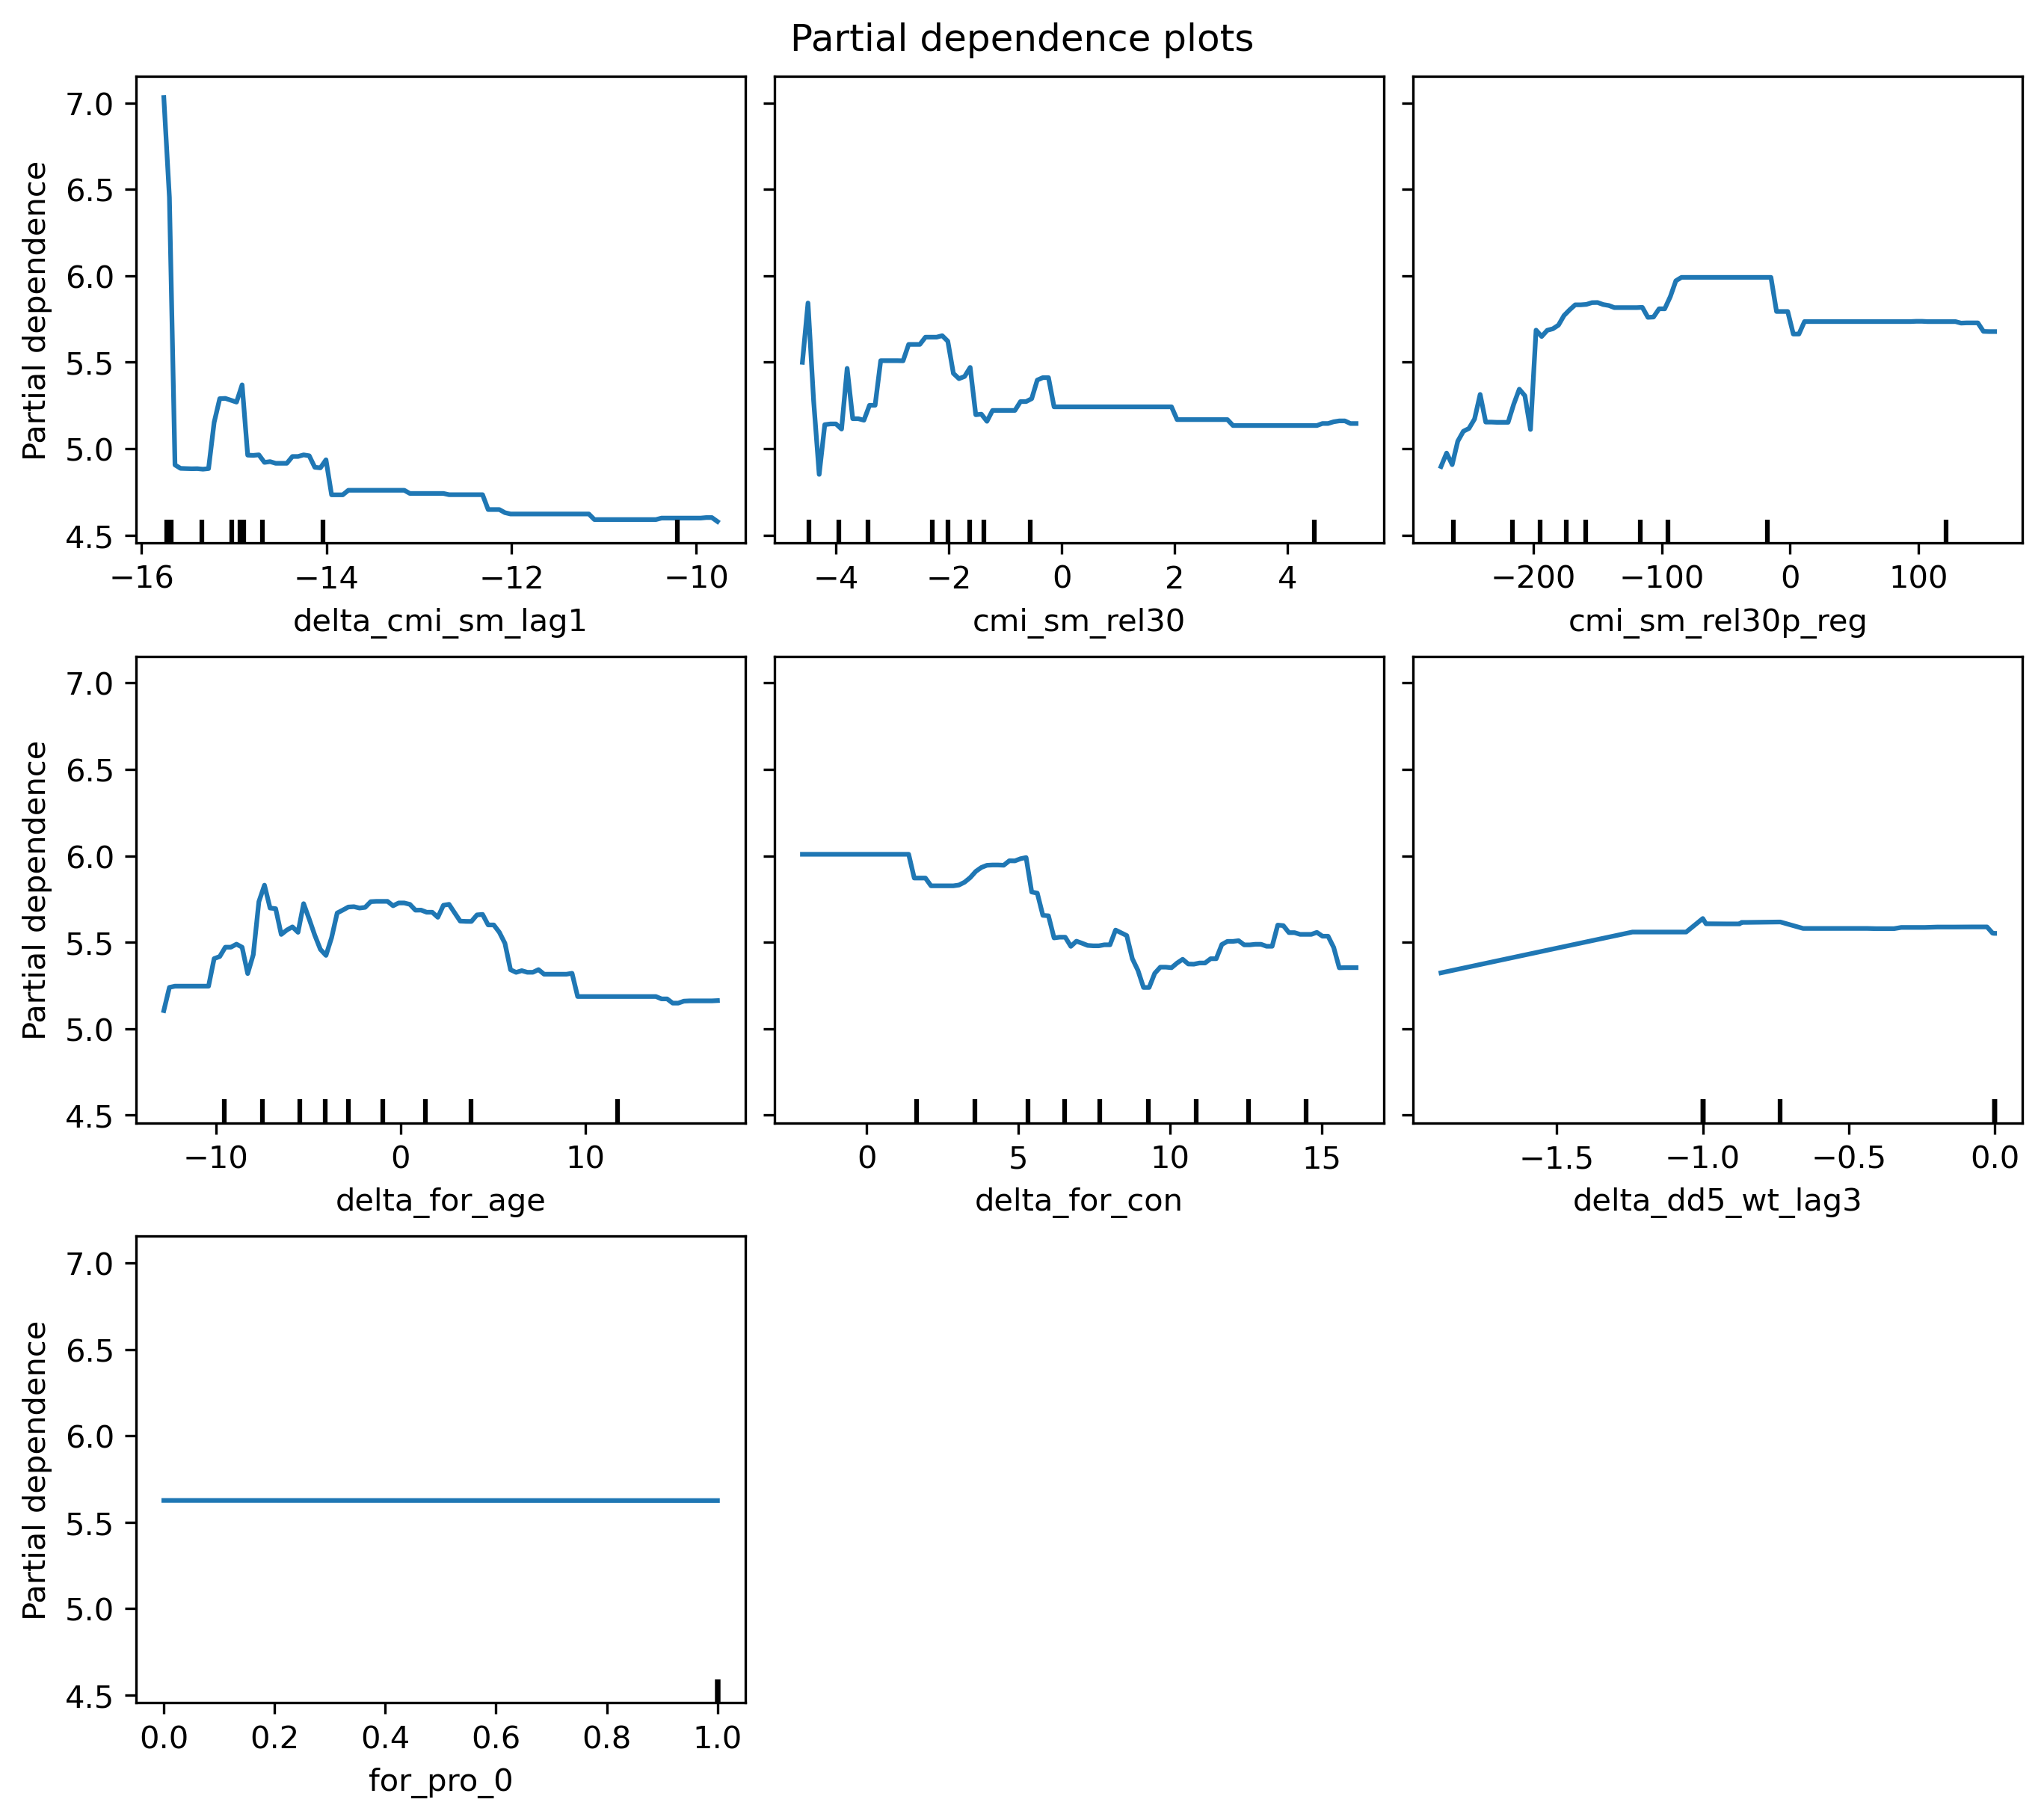 Partial dependence plots
Partial dependence
7.0
6.5
6.0
5.5
5.0
4.5
−16 −14 −12 −10
delta_cmi_sm_lag1
−4 −2 0 2 4
cmi_sm_rel30
−200 −100 0 100
cmi_sm_rel30p_reg
Partial dependence
7.0
6.5
6.0
5.5
5.0
4.5
−10 0 10
delta_for_age
0 5 10 15
delta_for_con
−1.5 −1.0 −0.5 0.0
delta_dd5_wt_lag3
Partial dependence
7.0
6.5
6.0
5.5
5.0
4.5
0.0 0.2 0.4 0.6 0.8 1.0
for_pro_0